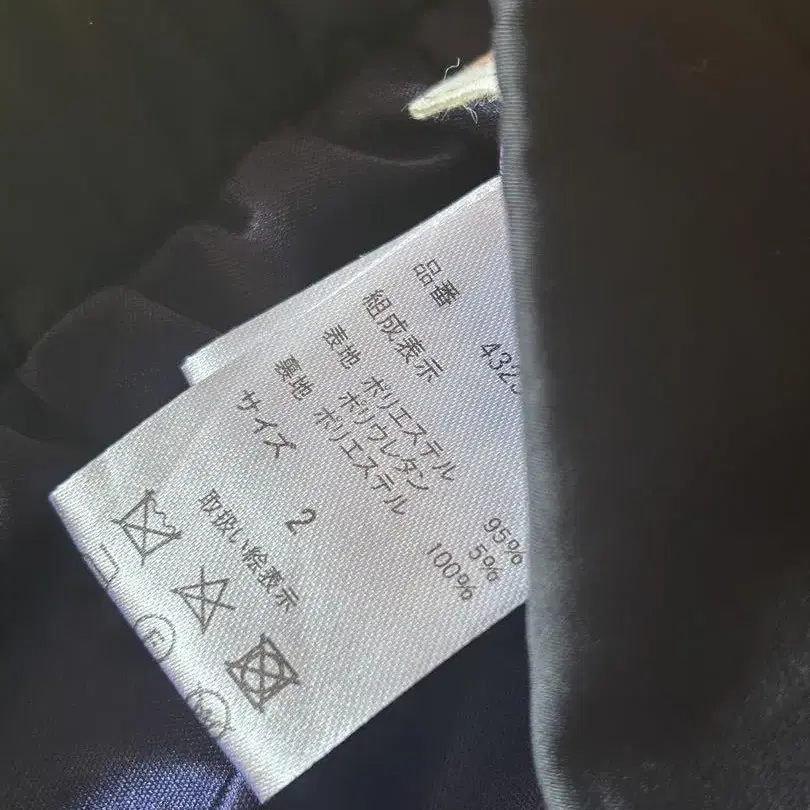 品番 4323
組成表示
表地 ポリエステル 95%
ポリウレタン 5%
裏地 ポリエステル 100%
サイズ 2
取扱い絵表示